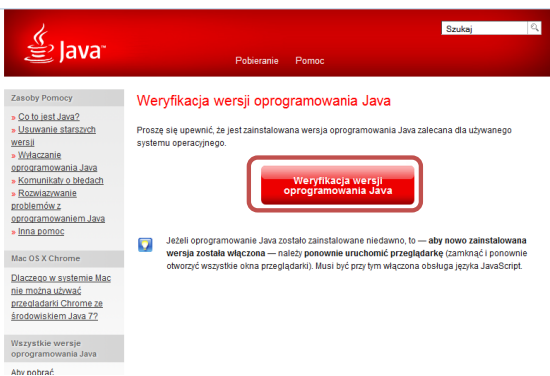 Java™
Szukaj
Pobieranie Pomoc
Zasoby Pomocy
» Co to jest Java?
» Usuwanie starszych
wersji
» Wyłączanie
oprogramowania Java
» Komunikaty o błędach
» Rozwiązywanie
problemów z
oprogramowaniem Java
» Inna pomoc
Mac OS X Chrome
Dlaczego w systemie Mac
nie można używać
przeglądarki Chrome ze
środowiskiem Java 7?
Wszystkie wersje
oprogramowania Java
Aby pobrać
Weryfikacja wersji oprogramowania Java
Proszę się upewnić, że jest zainstalowana wersja oprogramowania Java zalecana dla używanego
systemu operacyjnego.
Weryfikacja wersji
oprogramowania Java
Jeżeli oprogramowanie Java zostało zainstalowane niedawno, to — aby nowo zainstalowana
wersja została włączona — należy ponownie uruchomić przeglądarkę (zamknąć i ponownie
otworzyć wszystkie okna przeglądarki). Musi być przy tym włączona obsługa języka JavaScript.